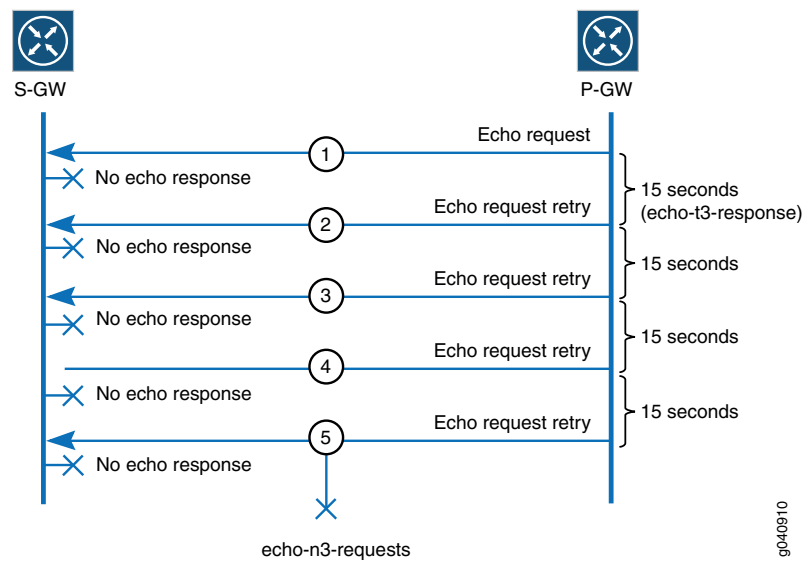 S-GW
P-GW
Echo request
1
No echo response
15 seconds
(echo-t3-response)
Echo request retry
2
No echo response
15 seconds
Echo request retry
3
No echo response
15 seconds
Echo request retry
4
No echo response
15 seconds
Echo request retry
5
No echo response
echo-n3-requests
g040910